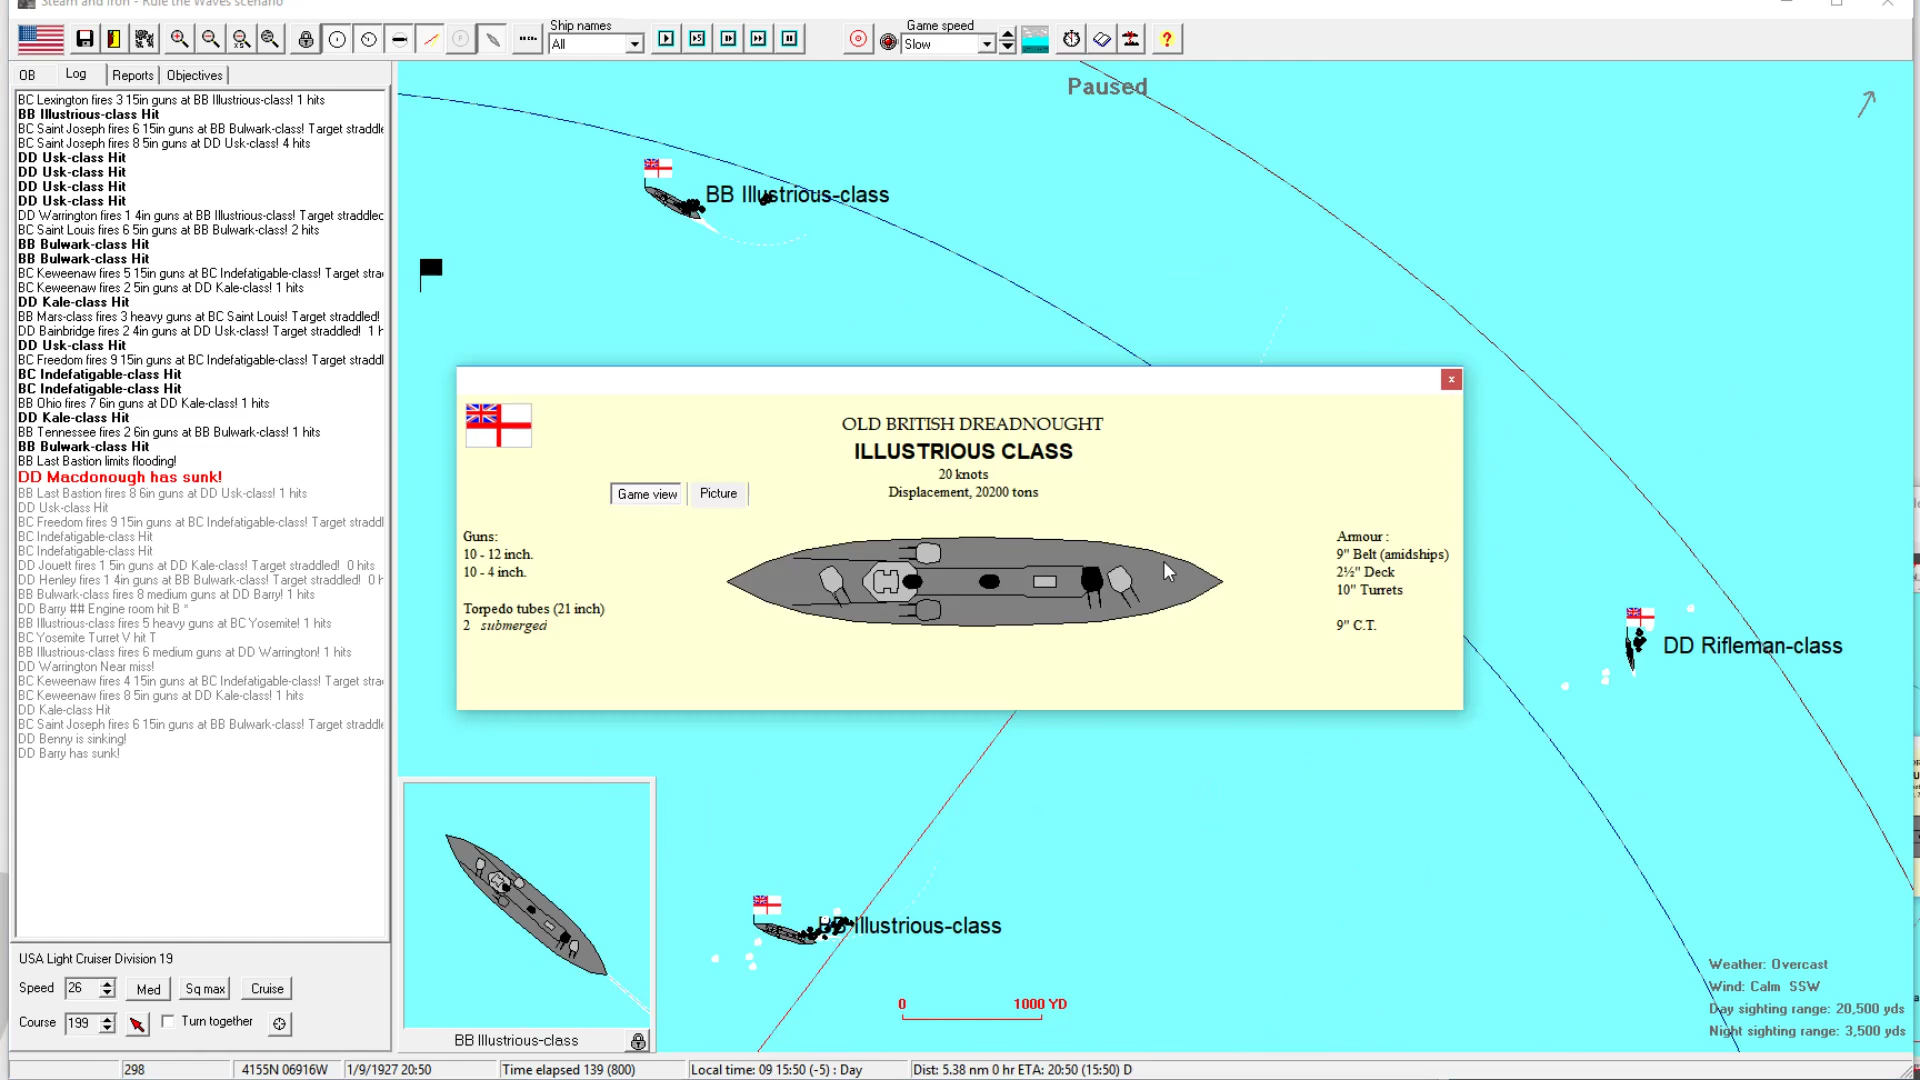 Steam and Iron - Rule the Waves scenario
Ship names
All
Game speed
Slow
?
OB
Log
Reports
Objectives
BC Lexington fires 3 15in guns at BB Illustrious-class! 1 hits
BB Illustrious-class Hit
BC Saint Joseph fires 6 15in guns at BB Bulwark-class! Target straddle
BC Saint Joseph fires 8 5in guns at DD Usk-class! 4 hits
DD Usk-class Hit
DD Usk-class Hit
DD Usk-class Hit
DD Usk-class Hit
DD Warrington fires 1 4in guns at BB Illustrious-class! Target straddled
BC Saint Louis fires 6 5in guns at BB Bulwark-class! 2 hits
BB Bulwark-class Hit
BB Bulwark-class Hit
BC Keweenaw fires 5 15in guns at BC Indefatigable-class! Target stra
BC Keweenaw fires 2 5in guns at DD Kale-class! 1 hits
DD Kale-class Hit
BB Mars-class fires 3 heavy guns at BC Saint Louis! Target straddled!
DD Bainbridge fires 2 4in guns at DD Usk-class! Target straddled! 1 h
DD Usk-class Hit
BC Freedom fires 9 15in guns at BC Indefatigable-class! Target straddl
BC Indefatigable-class Hit
BC Indefatigable-class Hit
BB Ohio fires 7 6in guns at DD Kale-class! 1 hits
DD Kale-class Hit
BB Tennessee fires 2 6in guns at BB Bulwark-class! 1 hits
BB Bulwark-class Hit
BB Last Bastion limits flooding!
DD Macdonough has sunk!
BB Last Bastion fires 8 6in guns at DD Usk-class! 1 hits
DD Usk-class Hit
BC Freedom fires 9 15in guns at BC Indefatigable-class! Target straddl
BC Indefatigable-class Hit
BC Indefatigable-class Hit
DD Jouett fires 1 5in guns at DD Kale-class! Target straddled! 0 hits
DD Henley fires 1 4in guns at BB Bulwark-class! Target straddled! 0 h
BB Bulwark-class fires 8 medium guns at DD Barry! 1 hits
DD Barry ## Engine room hit B *
BB Illustrious-class fires 5 heavy guns at BC Yosemite! 1 hits
BC Yosemite Turret V hit T
BB Illustrious-class fires 6 medium guns at DD Warrington! 1 hits
DD Warrington Near miss!
BC Keweenaw fires 4 15in guns at BC Indefatigable-class! Target stra
BC Keweenaw fires 8 5in guns at DD Kale-class! 1 hits
DD Kale-class Hit
BC Saint Joseph fires 6 15in guns at BB Bulwark-class! Target straddle
DD Benny is sinking!
DD Barry has sunk!
USA Light Cruiser Division 19
Speed 26 Med Sq max Cruise
Course 199 Turn together
Paused
BB Illustrious-class
OLD BRITISH DREADNOUGHT
ILLUSTRIOUS CLASS
20 knots
Displacement, 20200 tons
Game view
Picture
Guns:
10 - 12 inch.
10 - 4 inch.
Torpedo tubes (21 inch)
2 submerged
Armour :
9" Belt (amidships)
2½" Deck
10" Turrets
9" C.T.
x
DD Rifleman-class
BB Illustrious-class
0 1000 YD
BB Illustrious-class
Weather: Overcast
Wind: Calm SSW
Day sighting range: 20,500 yds
Night sighting range: 3,500 yds
298
4155N 06916W
1/9/1927 20:50
Time elapsed 139 (800)
Local time: 09 15:50 (-5) : Day
Dist: 5.38 nm 0 hr ETA: 20:50 (15:50) D